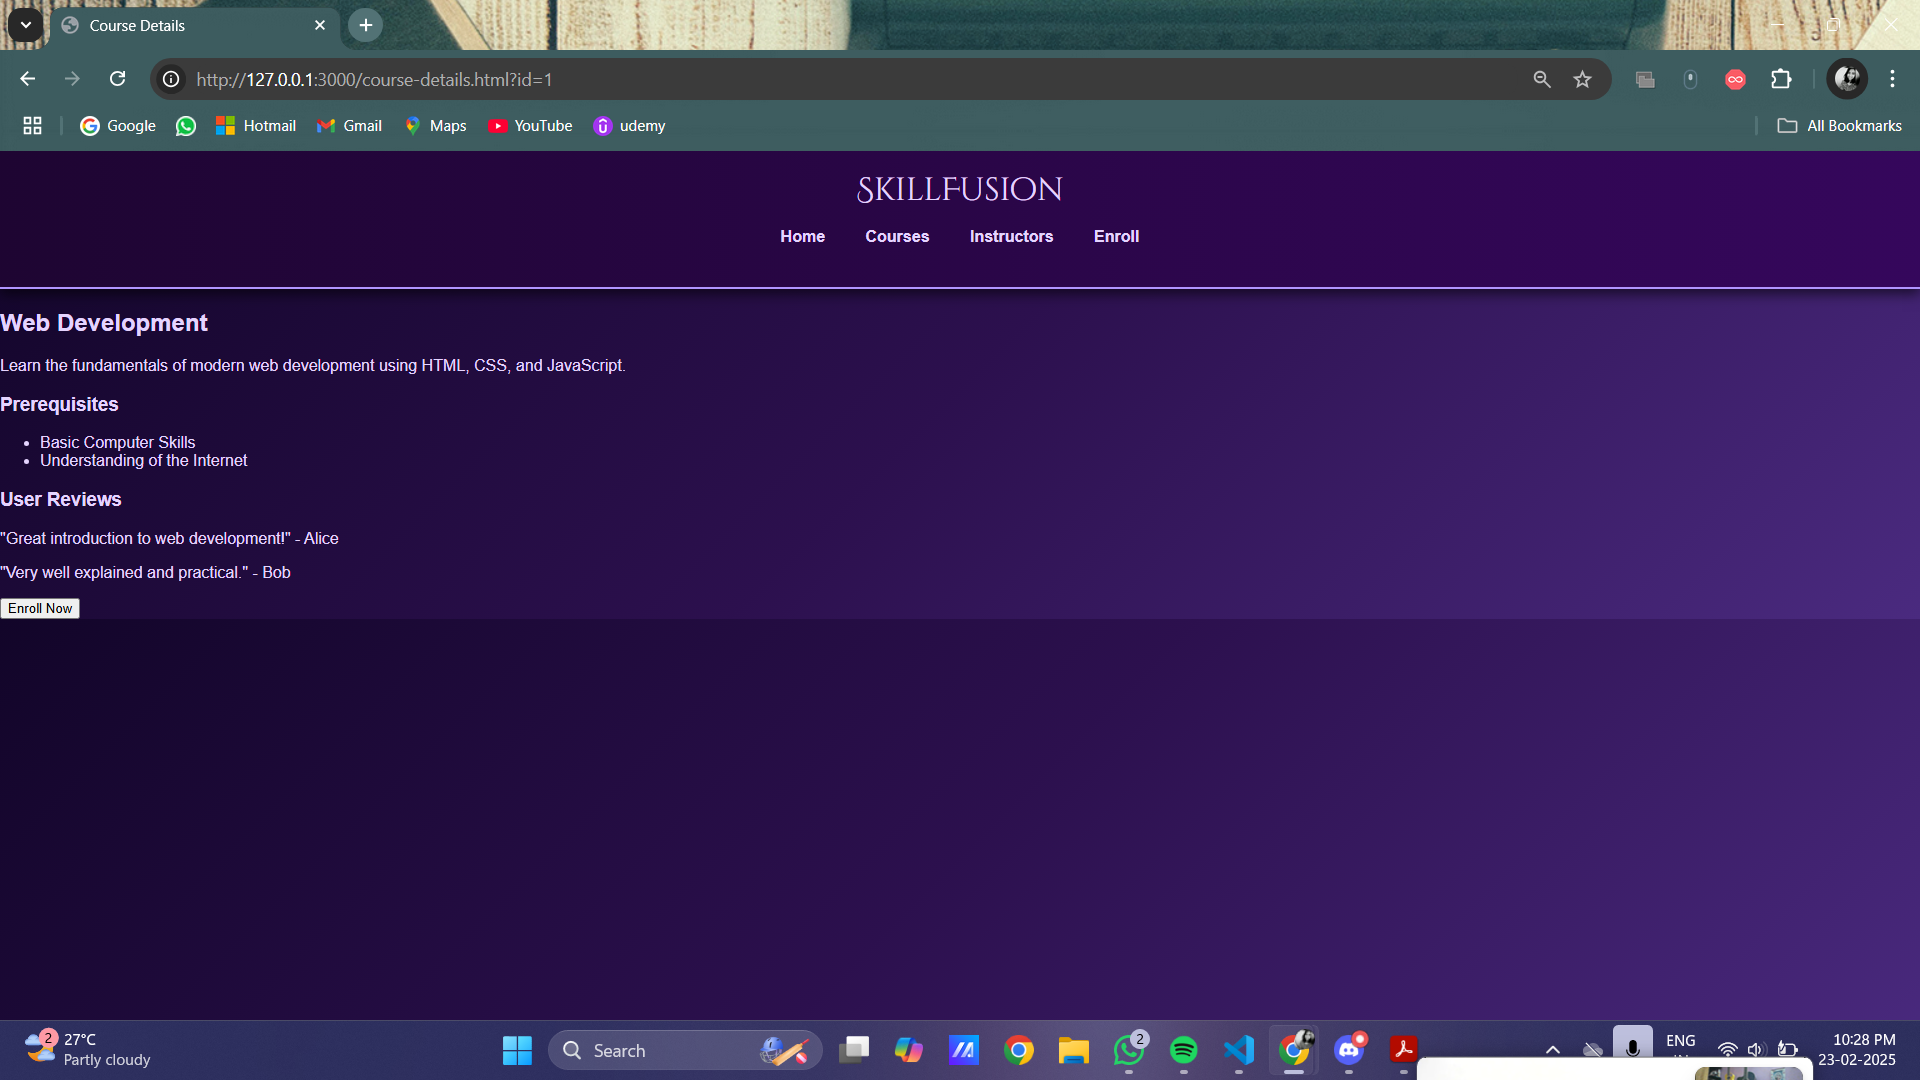 Course Details
http://127.0.0.1:3000/course-details.html?id=1
Google
Hotmail
Gmail
Maps
YouTube
udemy
All Bookmarks
SkillFusion
Home Courses Instructors Enroll
Web Development
Learn the fundamentals of modern web development using HTML, CSS, and JavaScript.
Prerequisites
• Basic Computer Skills
• Understanding of the Internet
User Reviews
"Great introduction to web development!" - Alice
"Very well explained and practical." - Bob
Enroll Now
2
27°C
Partly cloudy
Search
2
ENG
10:28 PM
23-02-2025